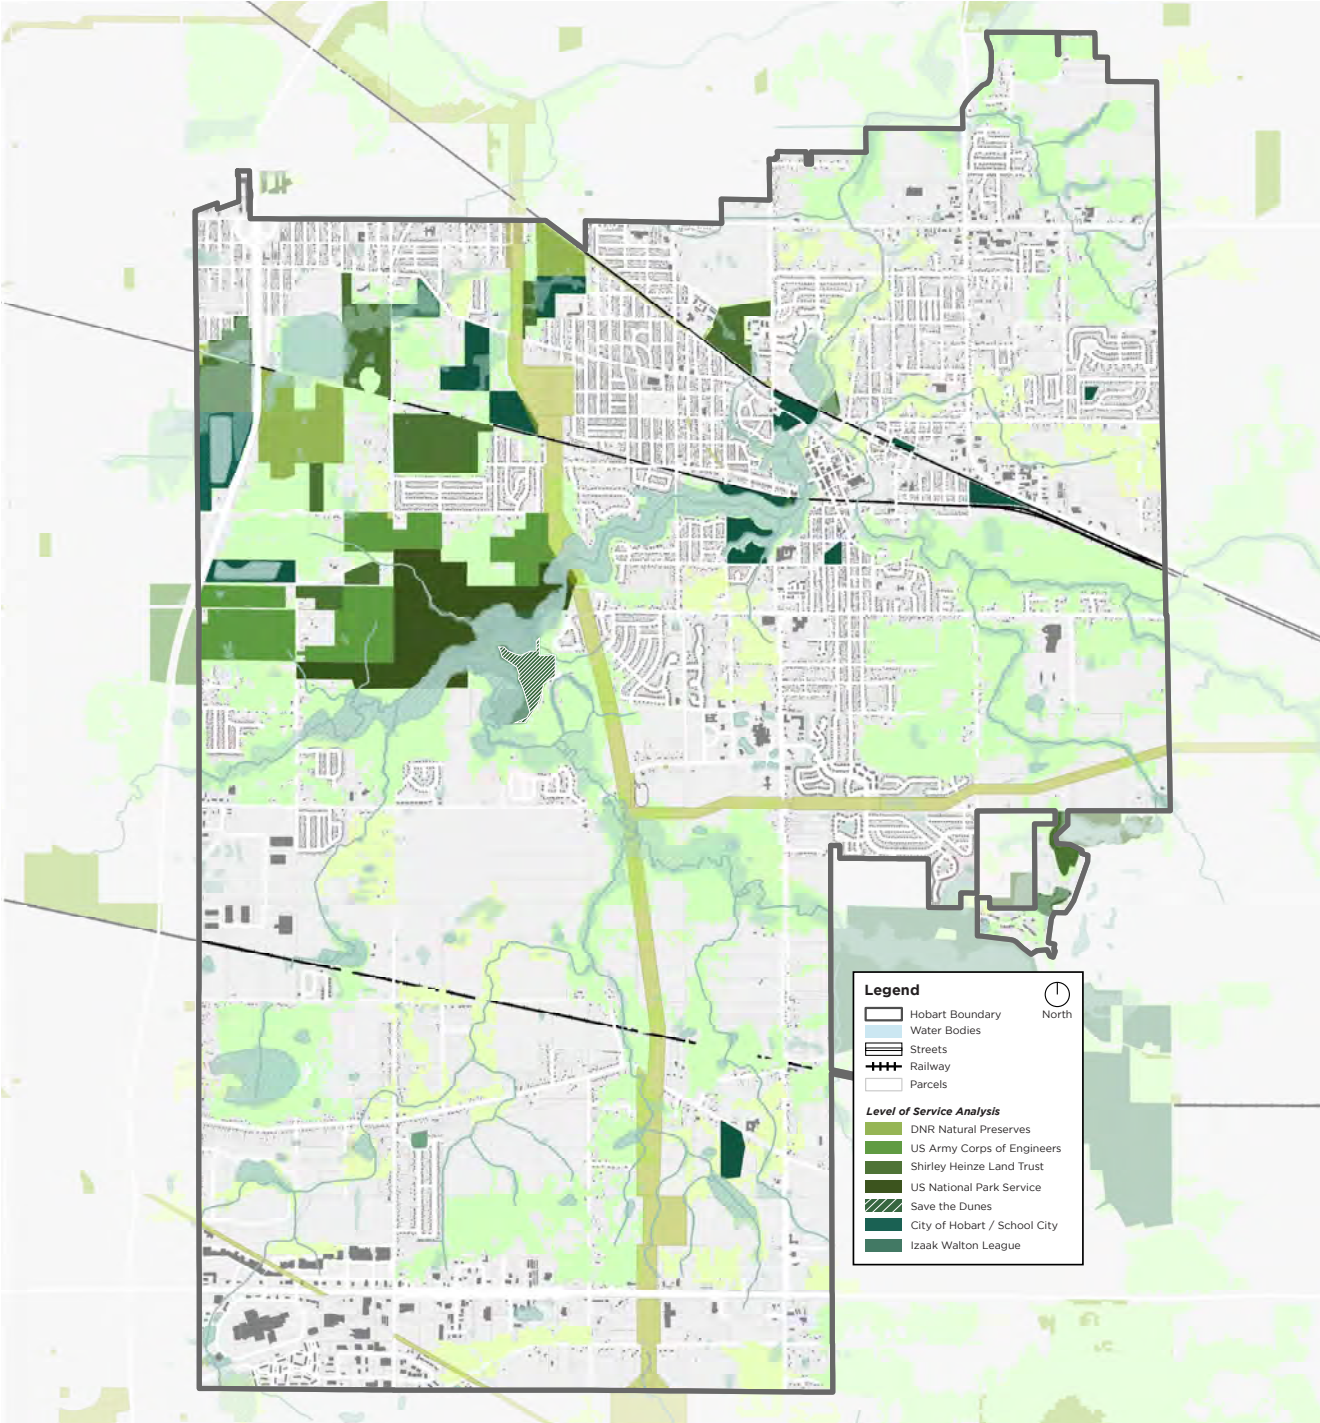 Legend
North
Hobart Boundary
Water Bodies
Streets
Railway
Parcels
Level of Service Analysis
DNR Natural Preserves
US Army Corps of Engineers
Shirley Heinze Land Trust
US National Park Service
Save the Dunes
City of Hobart / School City
Izaak Walton League